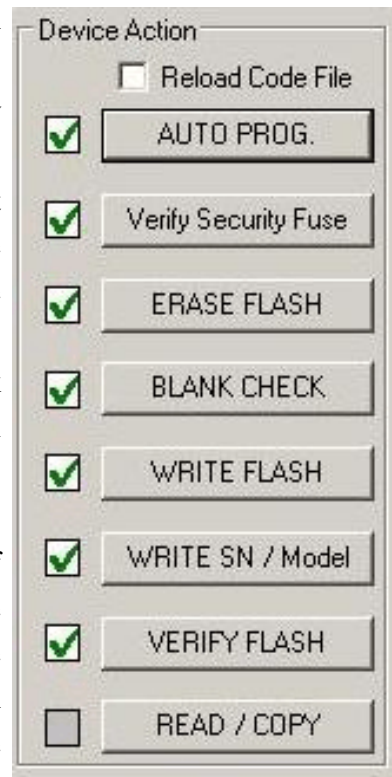 Device Action
Reload Code File
AUTO PROG.
Verify Security Fuse
ERASE FLASH
BLANK CHECK
WRITE FLASH
WRITE SN / Model
VERIFY FLASH
READ / COPY